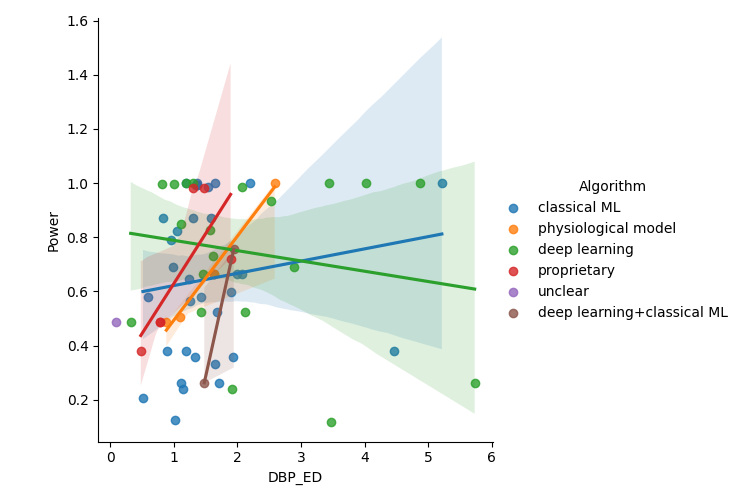 1.6
1.4
1.2
1.0
0.8
0.6
0.4
0.2
Power
0 1 2 3 4 5 6
DBP_ED
Algorithm
classical ML
physiological model
deep learning
proprietary
unclear
deep learning+classical ML